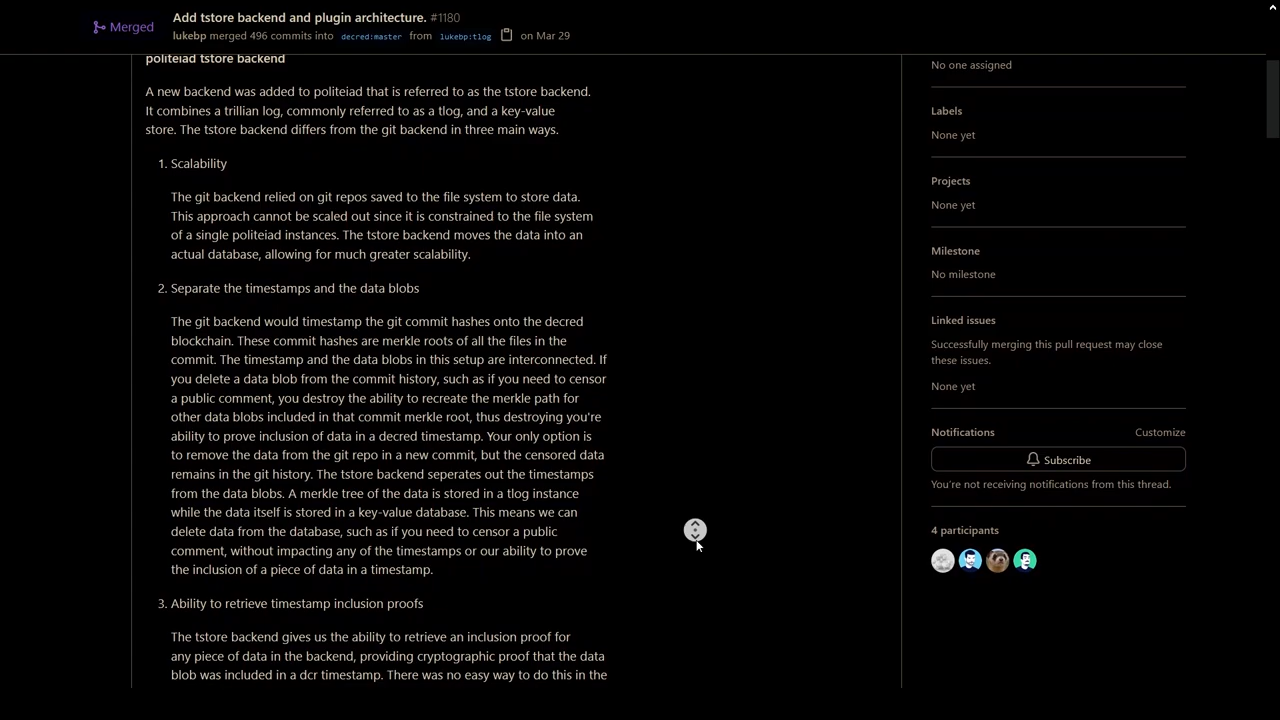 Merged
Add tstore backend and plugin architecture. #1180
lukebp merged 496 commits into decred:master from lukebp:tlog on Mar 29
politeiad tstore backend
A new backend was added to politeiad that is referred to as the tstore backend.
It combines a trillian log, commonly referred to as a tlog, and a key-value
store. The tstore backend differs from the git backend in three main ways.
1. Scalability
The git backend relied on git repos saved to the file system to store data.
This approach cannot be scaled out since it is constrained to the file system
of a single politeiad instances. The tstore backend moves the data into an
actual database, allowing for much greater scalability.
2. Separate the timestamps and the data blobs
The git backend would timestamp the git commit hashes onto the decred
blockchain. These commit hashes are merkle roots of all the files in the
commit. The timestamp and the data blobs in this setup are interconnected. If
you delete a data blob from the commit history, such as if you need to censor
a public comment, you destroy the ability to recreate the merkle path for
other data blobs included in that commit merkle root, thus destroying you're
ability to prove inclusion of data in a decred timestamp. Your only option is
to remove the data from the git repo in a new commit, but the censored data
remains in the git history. The tstore backend seperates out the timestamps
from the data blobs. A merkle tree of the data is stored in a tlog instance
while the data itself is stored in a key-value database. This means we can
delete data from the database, such as if you need to censor a public
comment, without impacting any of the timestamps or our ability to prove
the inclusion of a piece of data in a timestamp.
3. Ability to retrieve timestamp inclusion proofs
The tstore backend gives us the ability to retrieve an inclusion proof for
any piece of data in the backend, providing cryptographic proof that the data
blob was included in a dcr timestamp. There was no easy way to do this in the
No one assigned
Labels
None yet
Projects
None yet
Milestone
No milestone
Linked issues
Successfully merging this pull request may close
these issues.
None yet
Notifications Customize
Subscribe
You're not receiving notifications from this thread.
4 participants